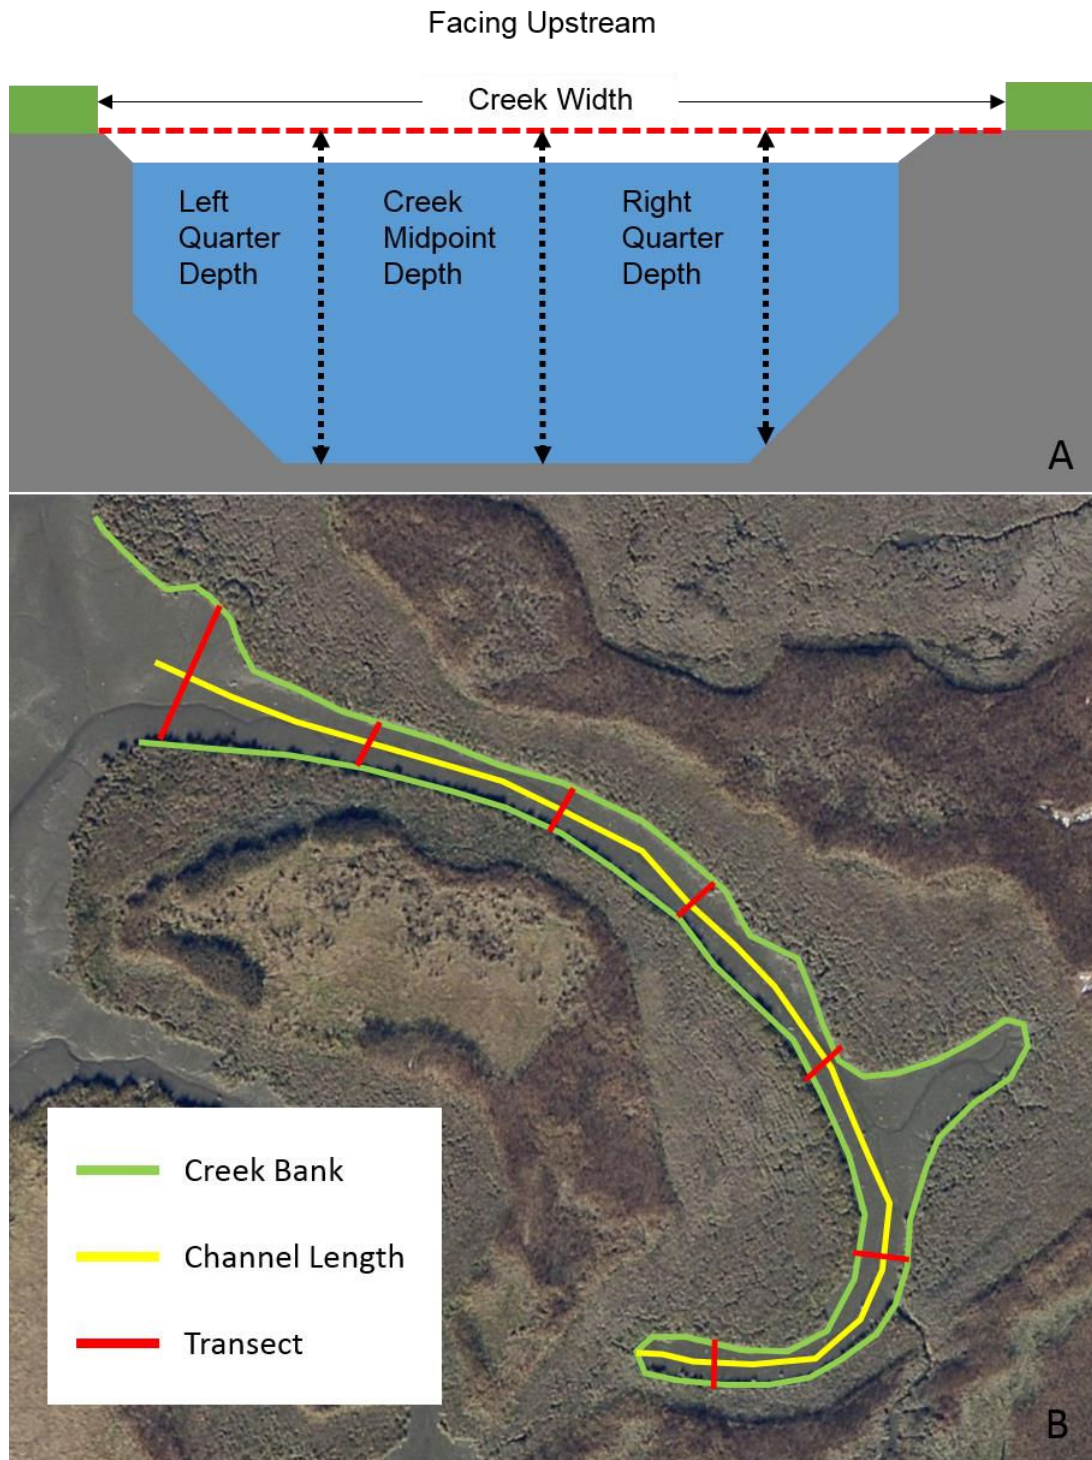 Facing Upstream
Creek Width
Left
Quarter
Depth
Creek
Midpoint
Depth
Right
Quarter
Depth
A
Creek Bank
Channel Length
Transect
B